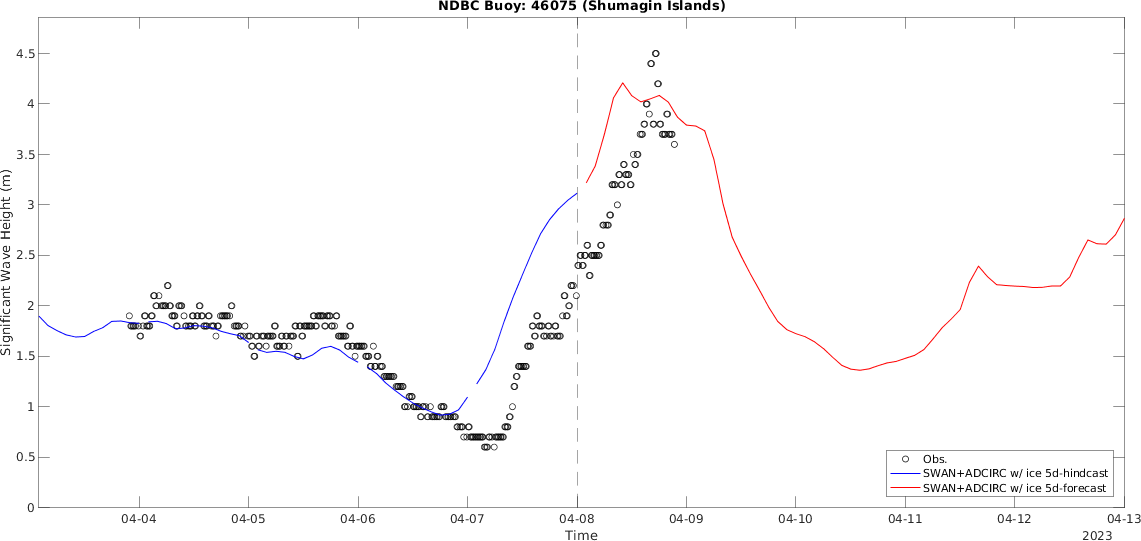 NDBC Buoy: 46075 (Shumagin Islands)
Significant Wave Height (m)
4.5
4
3.5
3
2.5
2
1.5
1
0.5
0
04-04 04-05 04-06 04-07 04-08 04-09 04-10 04-11 04-12 04-13
Time
2023
Obs.
SWAN+ADCIRC w/ ice 5d-hindcast
SWAN+ADCIRC w/ ice 5d-forecast